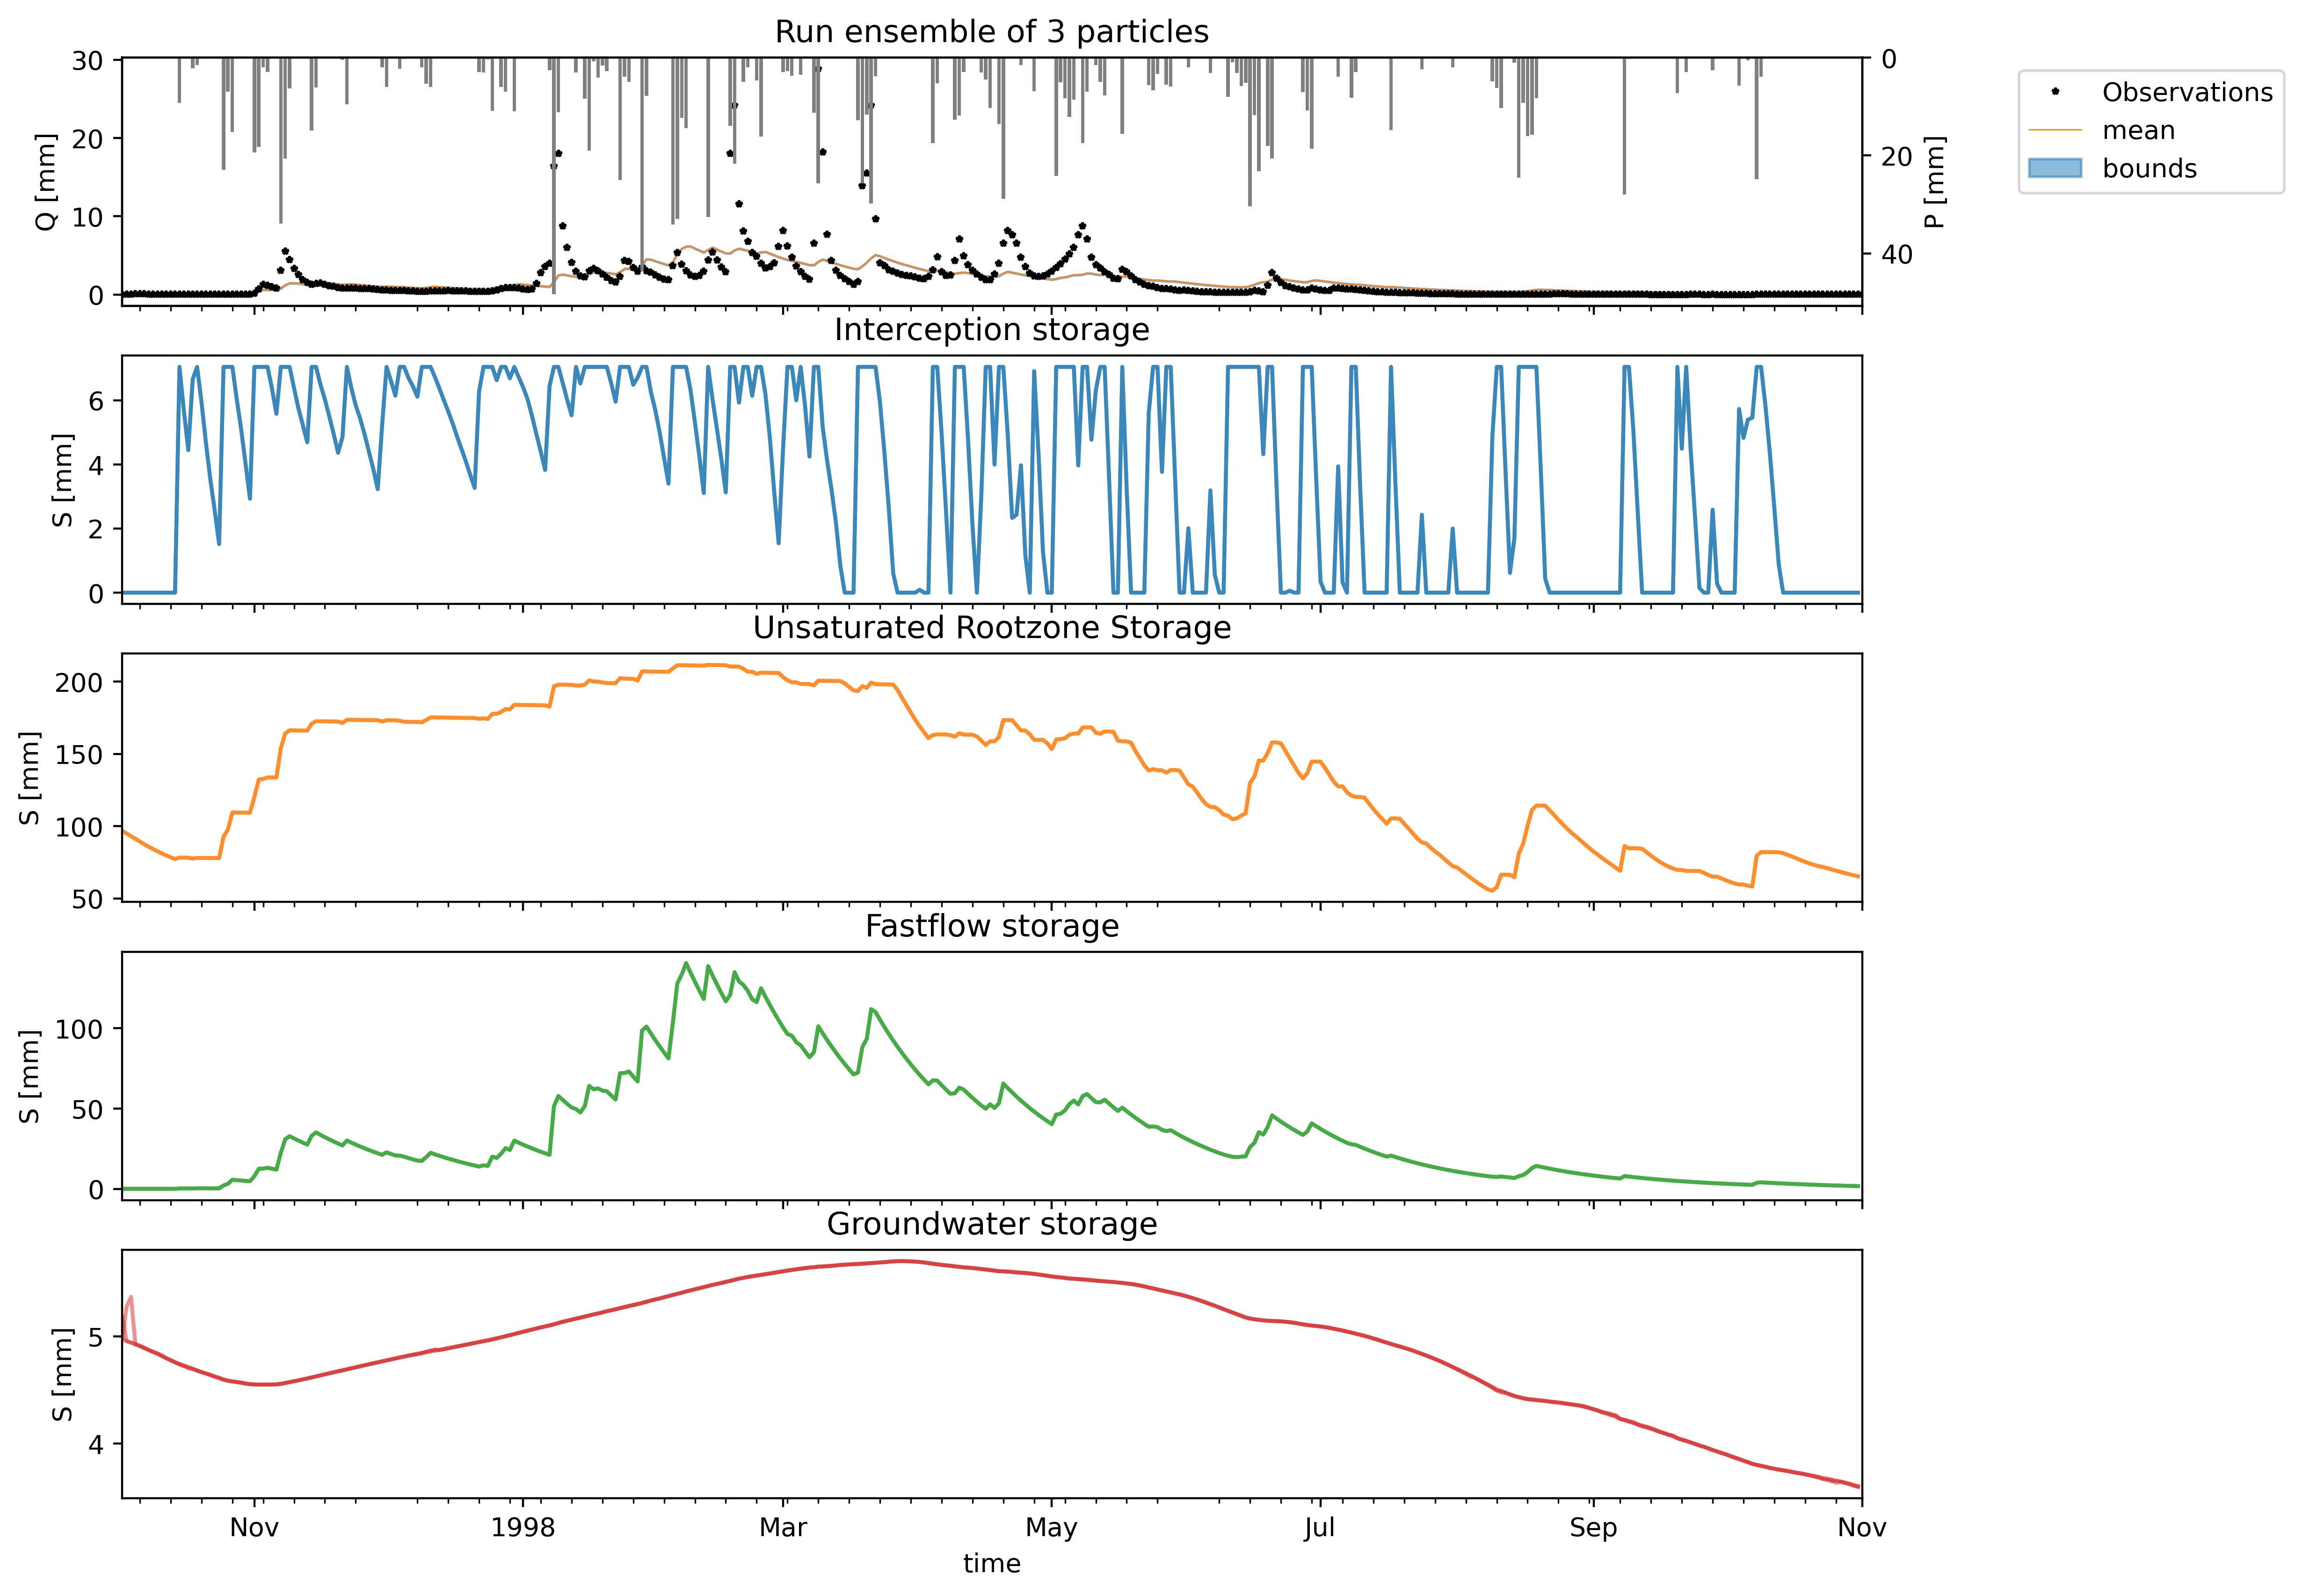 Run ensemble of 3 particles
30
20
10
0
Q [mm]
0
20
40
P [mm]
Observations
mean
bounds
Interception storage
6
4
2
0
S [mm]
Unsaturated Rootzone Storage
200
150
100
50
S [mm]
Fastflow storage
100
50
0
S [mm]
Groundwater storage
5
4
S [mm]
Nov 1998 Mar May Jul Sep Nov
time